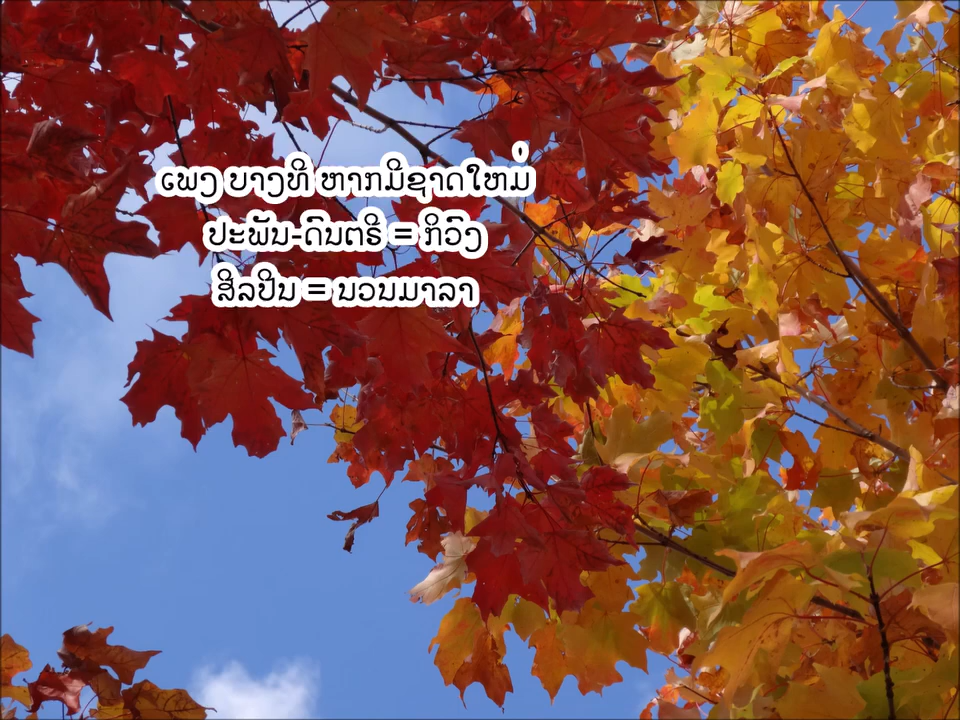 ເພງ ບາງທີ ຫາກມີຊາດໃຫມ່
ປະພັນ-ດົນຕຣີ = ກິວົງ
ສິລປິນ = ນວນມາລາ